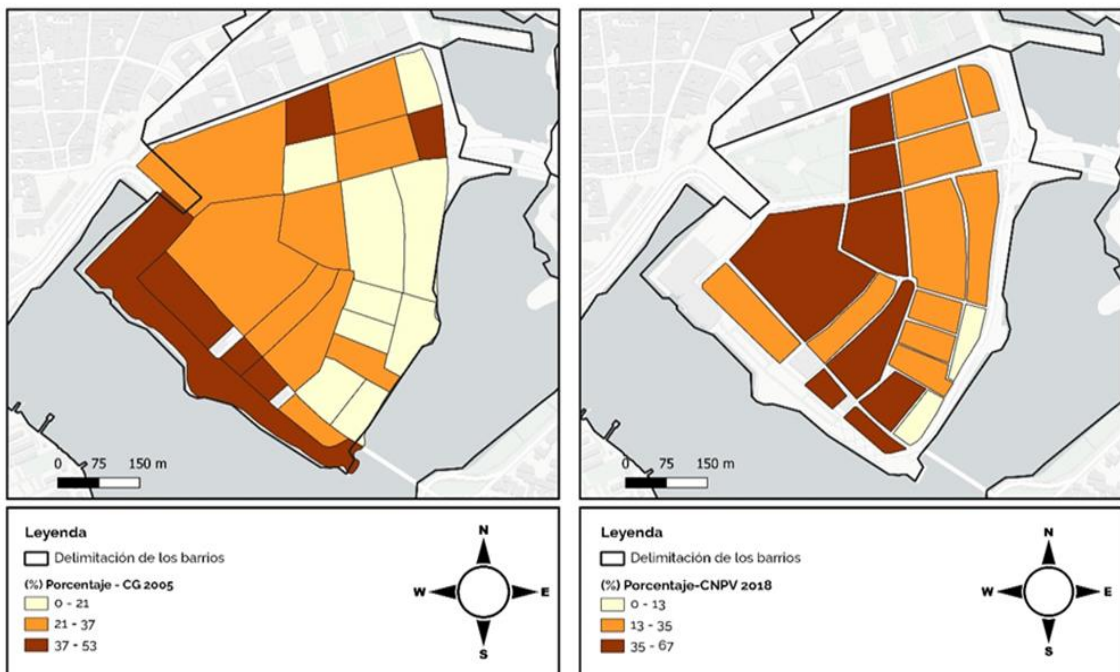 0 75 150 m
0 75 150 m
Leyenda
Delimitación de los barrios
(%) Porcentaje - CG 2005
0 - 21
21 - 37
37 - 53
N
W E
S
Leyenda
Delimitación de los barrios
(%) Porcentaje-CNPV 2018
0 - 13
13 - 35
35 - 67
N
W E
S